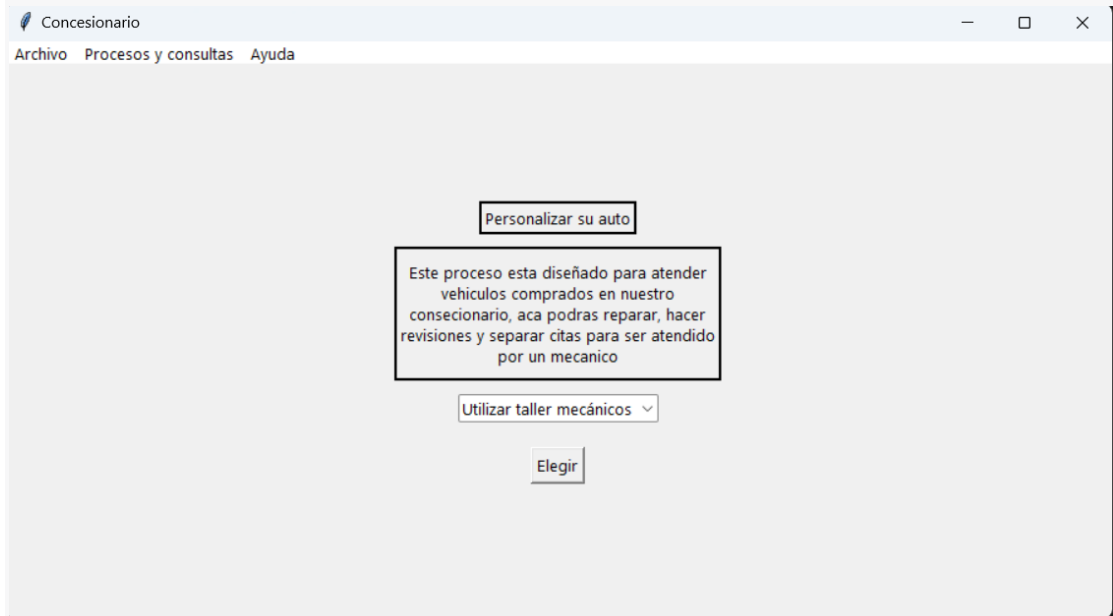 Concesionario
Archivo Procesos y consultas Ayuda
Personalizar su auto
Este proceso esta diseñado para atender
vehiculos comprados en nuestro
consecionario, aca podras reparar, hacer
revisiones y separar citas para ser atendido
por un mecanico
Utilizar taller mecánicos
Elegir